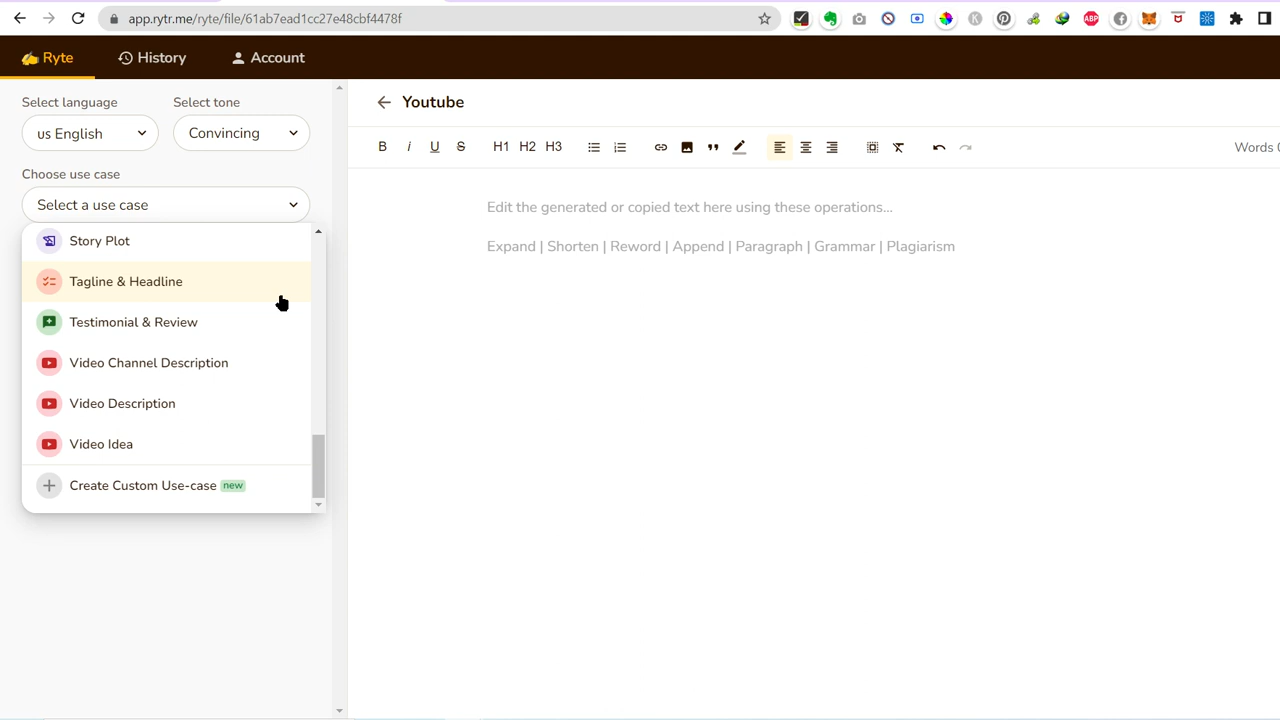 app.rytr.me/ryte/file/61ab7ead1cc27e48cbf4478f
Ryte History Account
Select language Select tone
us English Convincing
Choose use case
Select a use case
Story Plot
Tagline & Headline
Testimonial & Review
Video Channel Description
Video Description
Video Idea
Create Custom Use-case new
Youtube
B i U S H1 H2 H3
Words
Edit the generated or copied text here using these operations...
Expand | Shorten | Reword | Append | Paragraph | Grammar | Plagiarism
ABP